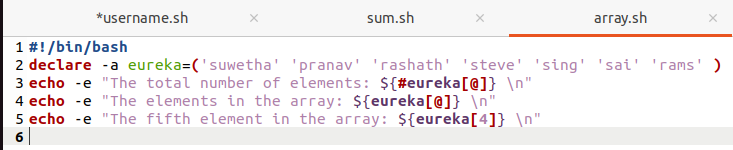 *username.sh × sum.sh × array.sh ×
1 #!/bin/bash
2 declare -a eureka=('suwetha' 'pranav' 'rashath' 'steve' 'sing' 'sai' 'rams' )
3 echo -e "The total number of elements: ${#eureka[@]} \n"
4 echo -e "The elements in the array: ${eureka[@]} \n"
5 echo -e "The fifth element in the array: ${eureka[4]} \n"
6